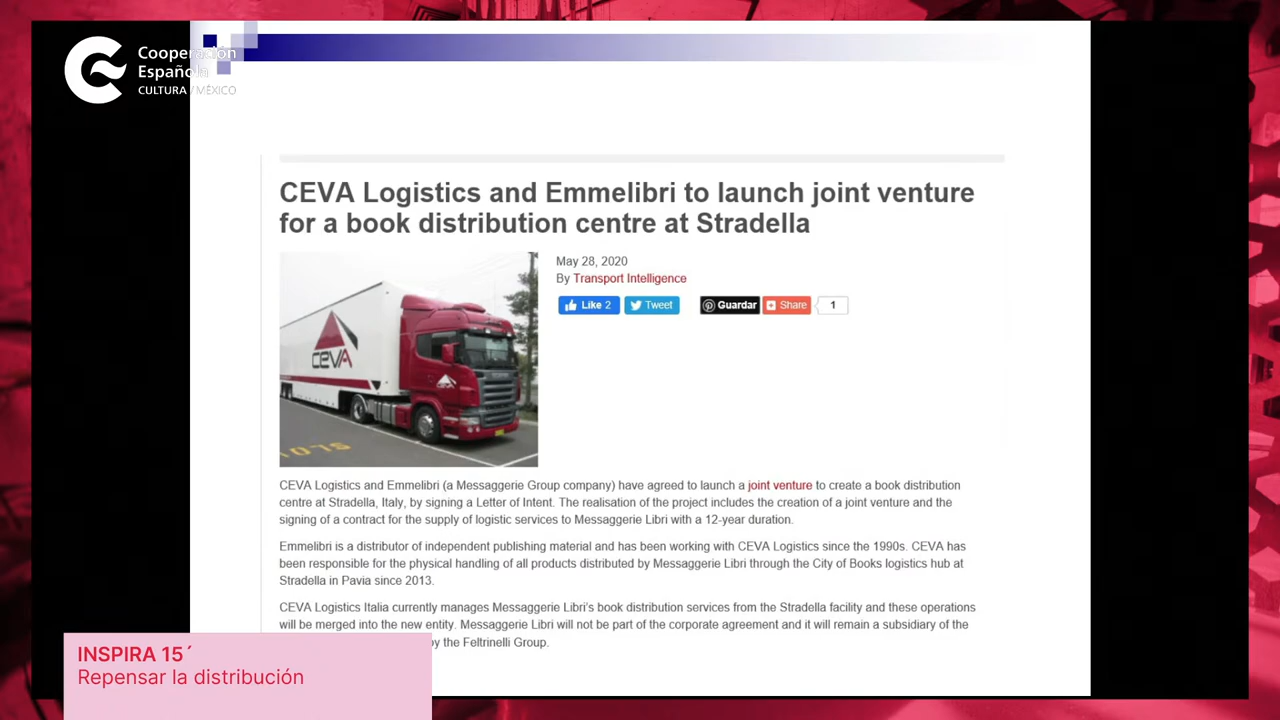 Cooperación
Española
CULTURA / MÉXICO
CEVA Logistics and Emmelibri to launch joint venture
for a book distribution centre at Stradella
May 28, 2020
By Transport Intelligence
Like 2
Tweet
Guardar
Share
1
CEVA
CEVA Logistics and Emmelibri (a Messaggerie Group company) have agreed to launch a joint venture to create a book distribution
centre at Stradella, Italy, by signing a Letter of Intent. The realisation of the project includes the creation of a joint venture and the
signing of a contract for the supply of logistic services to Messaggerie Libri with a 12-year duration.
Emmelibri is a distributor of independent publishing material and has been working with CEVA Logistics since the 1990s. CEVA has
been responsible for the physical handling of all products distributed by Messaggerie Libri through the City of Books logistics hub at
Stradella in Pavia since 2013.
CEVA Logistics Italia currently manages Messaggerie Libri's book distribution services from the Stradella facility and these operations
will be merged into the new entity. Messaggerie Libri will not be part of the corporate agreement and it will remain a subsidiary of the
by the Feltrinelli Group.
INSPIRA 15´
Repensar la distribución